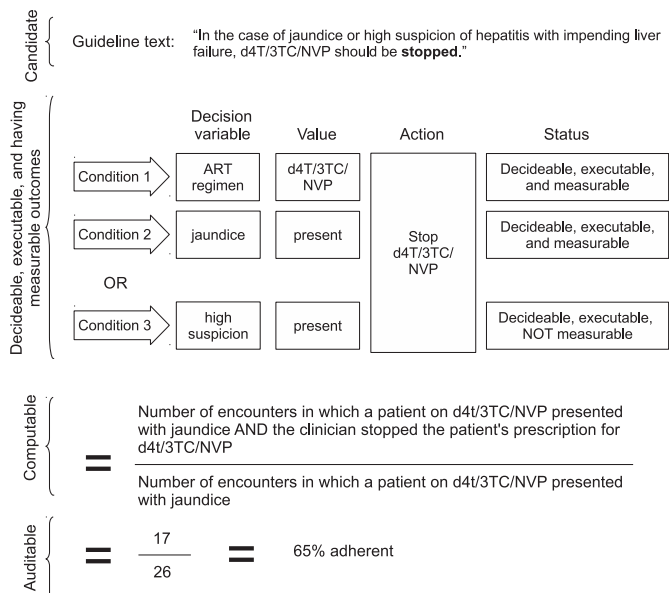 Candidate
Guideline text:
“In the case of jaundice or high suspicion of hepatitis with impending liver
failure, d4T/3TC/NVP should be stopped.”
Decideable, executable, and having
measurable outcomes
Decision
variable
Value
Action
Status
Condition 1
ART
regimen
d4T/3TC/
NVP
Decideable, executable,
and measurable
Condition 2
jaundice
present
Stop
d4T/3TC/
NVP
Decideable, executable,
and measurable
OR
Condition 3
high
suspicion
present
Decideable, executable,
NOT measurable
Computable
=
Number of encounters in which a patient on d4t/3TC/NVP presented
with jaundice AND the clinician stopped the patient's prescription for
d4t/3TC/NVP
Number of encounters in which a patient on d4t/3TC/NVP presented
with jaundice
Auditable
=
17
26
=
65% adherent